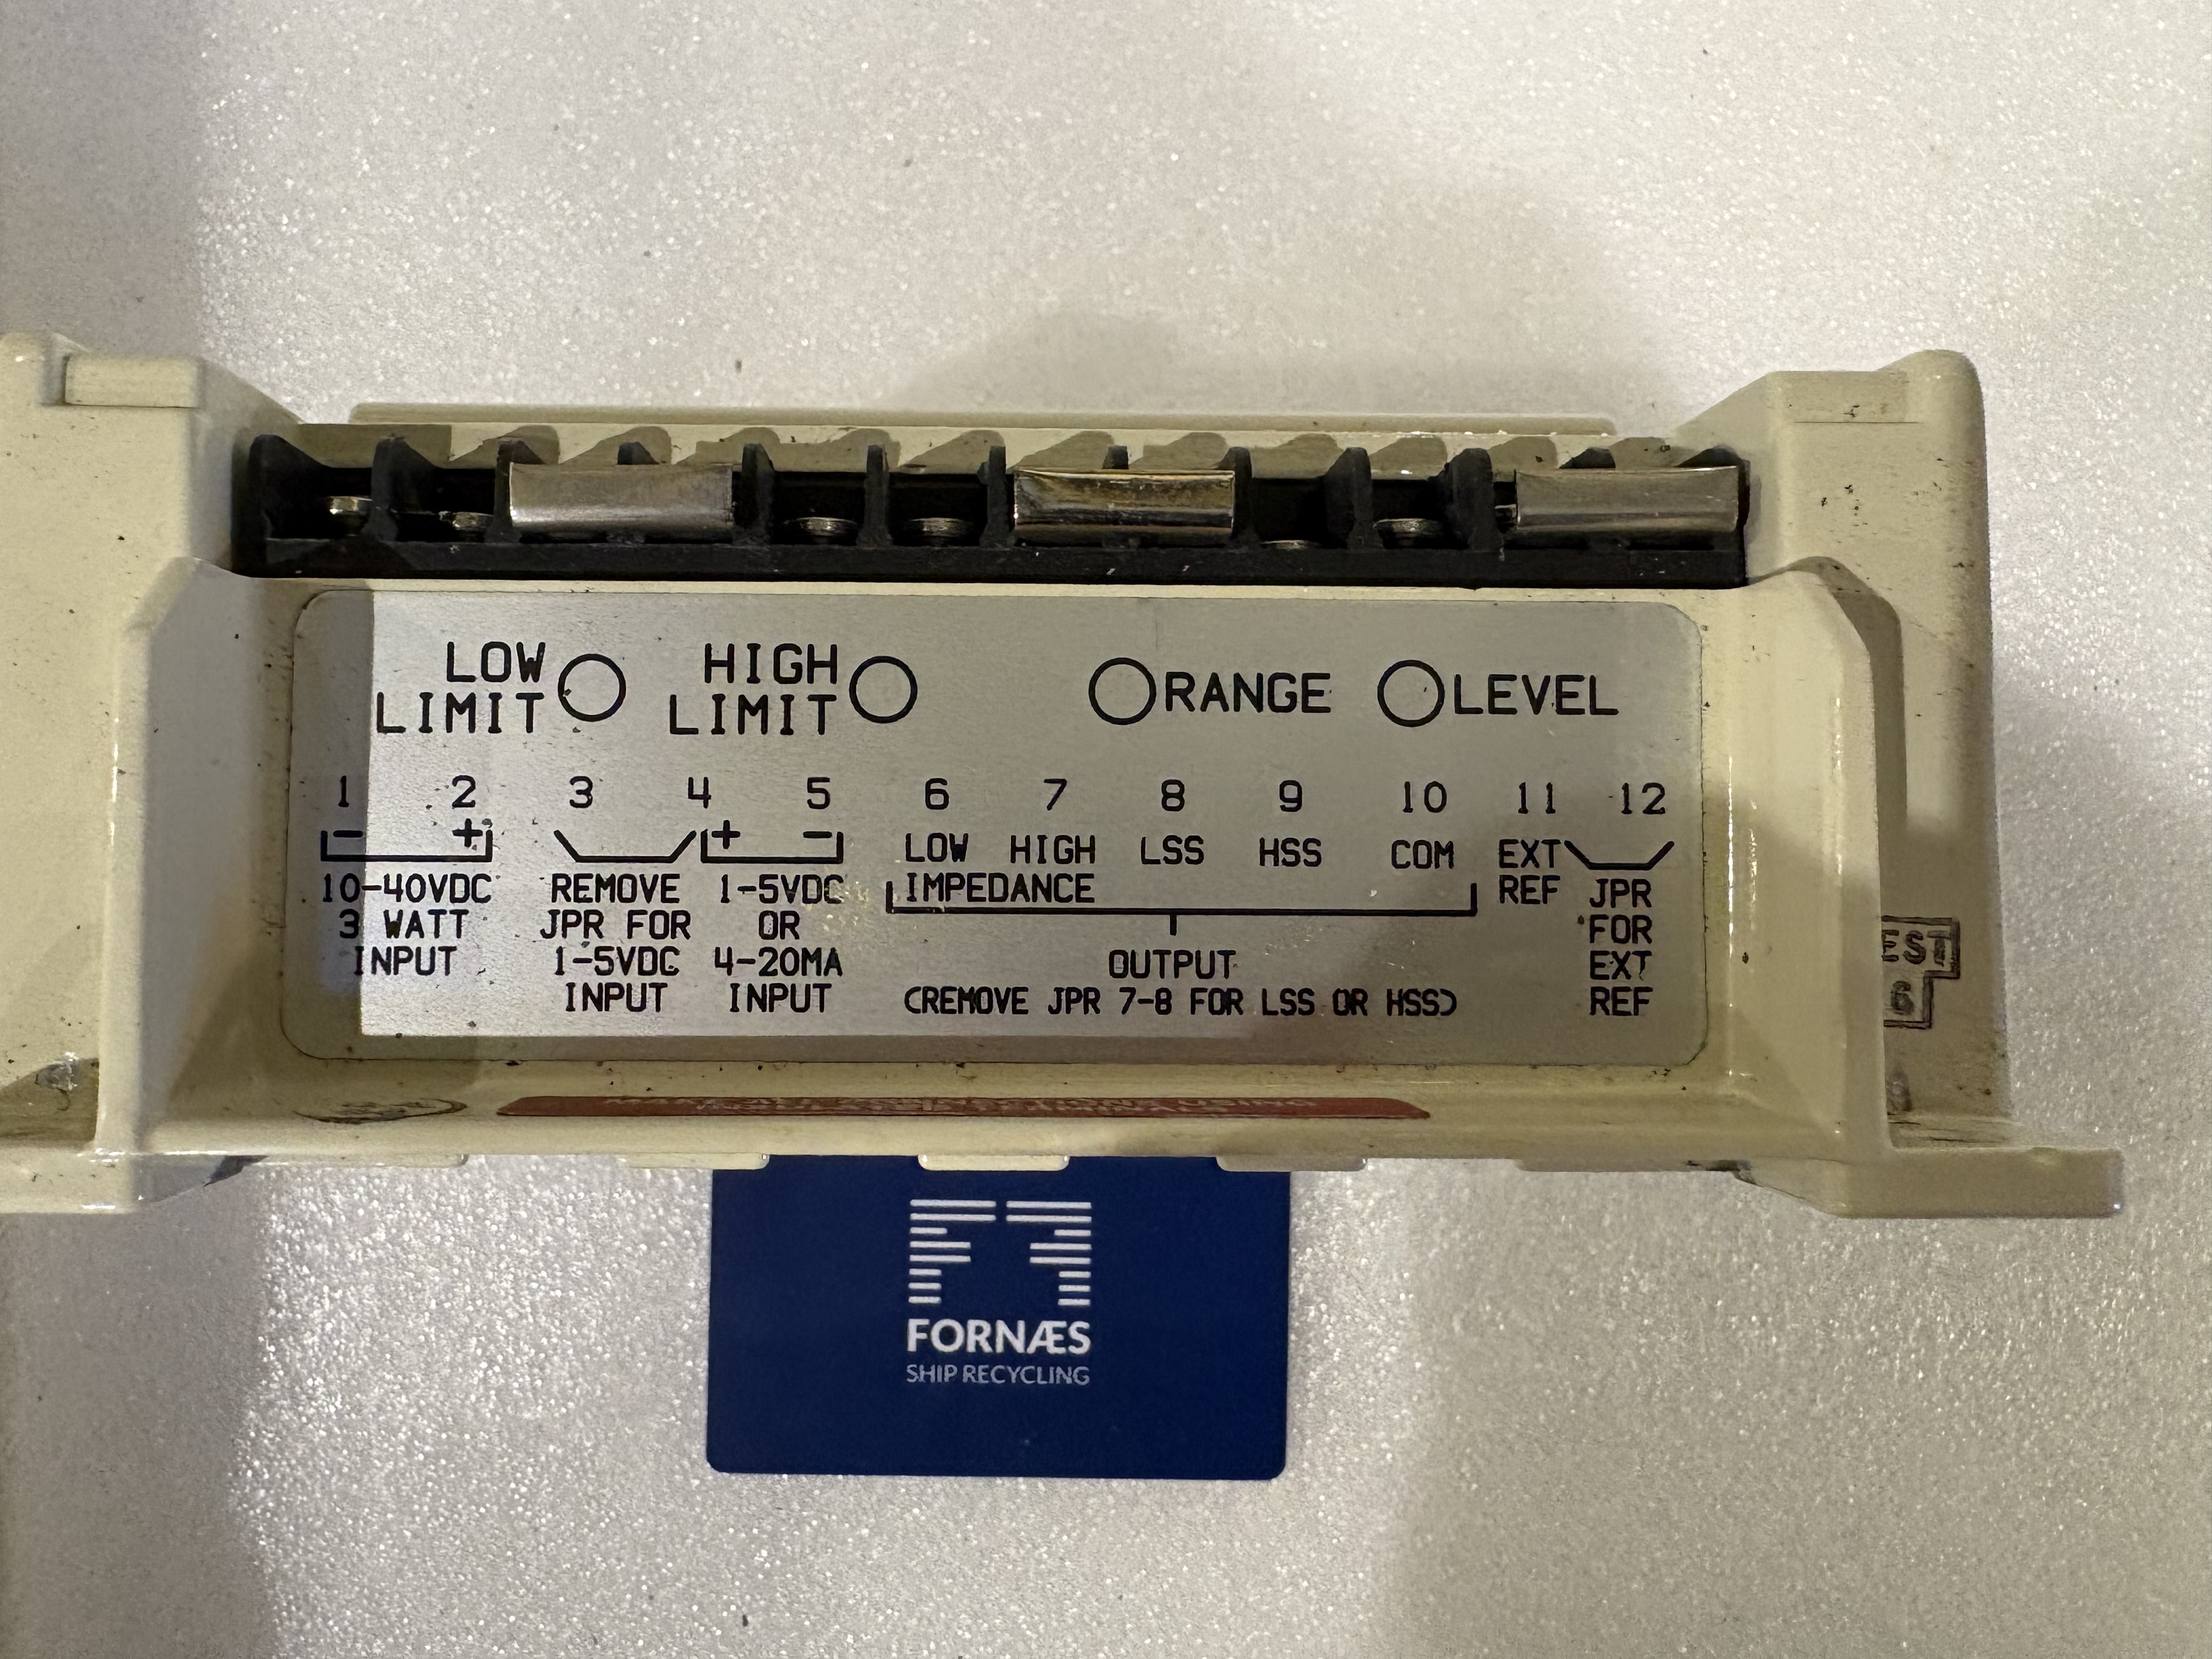 LOW
LIMIT
HIGH
LIMIT
RANGE
LEVEL
1 2 3 4 5 6 7 8 9 10 11 12
- +
10-40VDC
3 WATT
INPUT
REMOVE
JPR FOR
1-5VDC
INPUT
+ -
1-5VDC
OR
4-20MA
INPUT
LOW HIGH
IMPEDANCE
LSS
HSS
COM
OUTPUT
(REMOVE JPR 7-8 FOR LSS OR HSS)
EXT
REF
JPR
FOR
EXT
REF
FORNÆS
SHIP RECYCLING